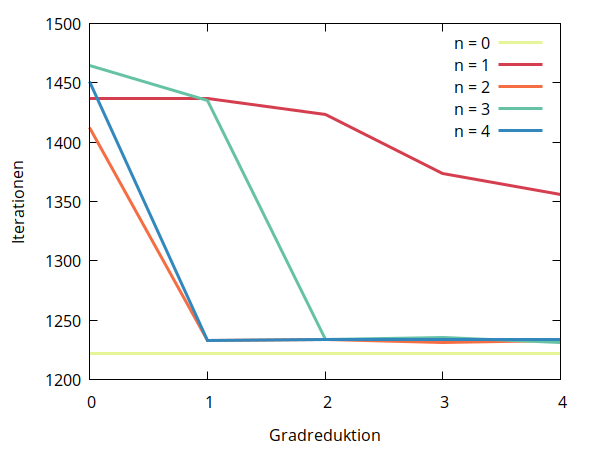 1500
1450
1400
1350
1300
1250
1200
Iterationen
n = 0
n = 1
n = 2
n = 3
n = 4
0 1 2 3 4
Gradreduktion